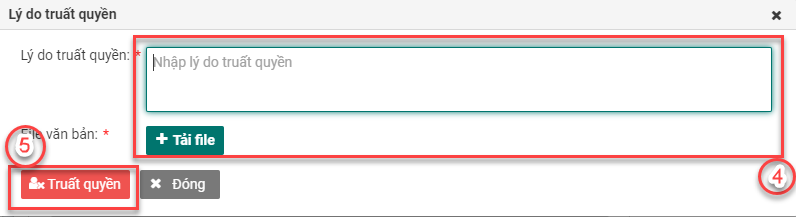 Lý do truất quyền
Lý do truất quyền: *
Nhập lý do truất quyền
File văn bản: *
Tải file
5
4
Truất quyền
Đóng